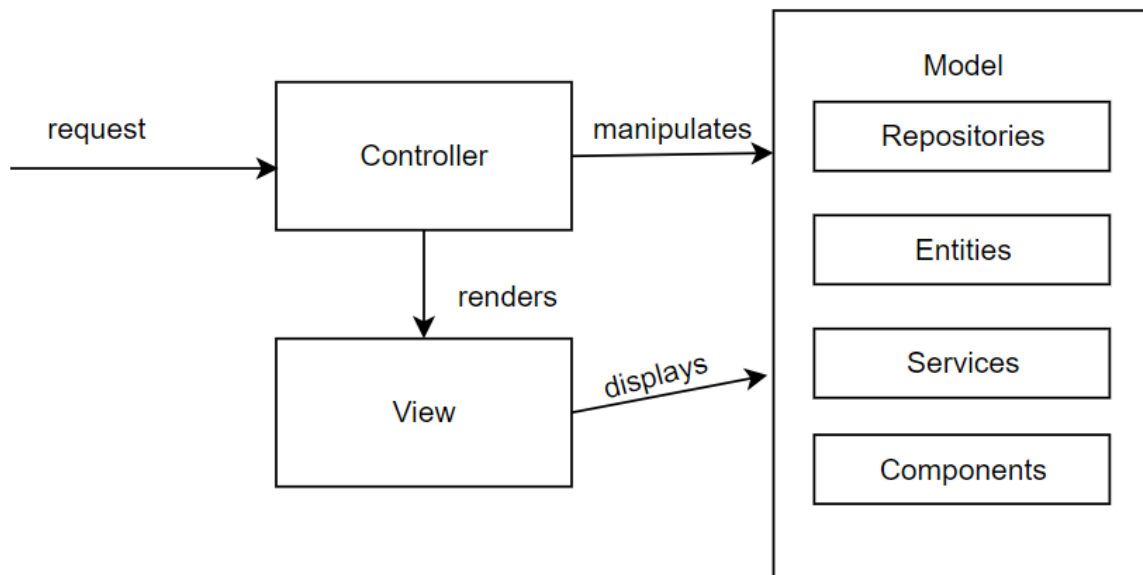 request
Controller
manipulates
Model
Repositories
Entities
renders
Services
View
displays
Components